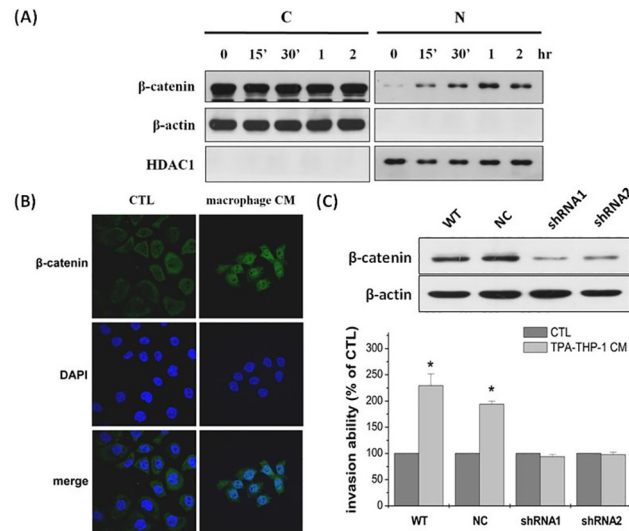 (A)
C N
0 15' 30' 1 2 0 15' 30' 1 2 hr
β-catenin
β-actin
HDAC1
(B)
CTL macrophage CM
β-catenin
DAPI
merge
(C)
WT NC shRNA1 shRNA2
β-catenin
β-actin
CTL
TPA-THP-1 CM
invasion ability (% of CTL)
300
250
200
150
100
50
0
* *
WT NC shRNA1 shRNA2